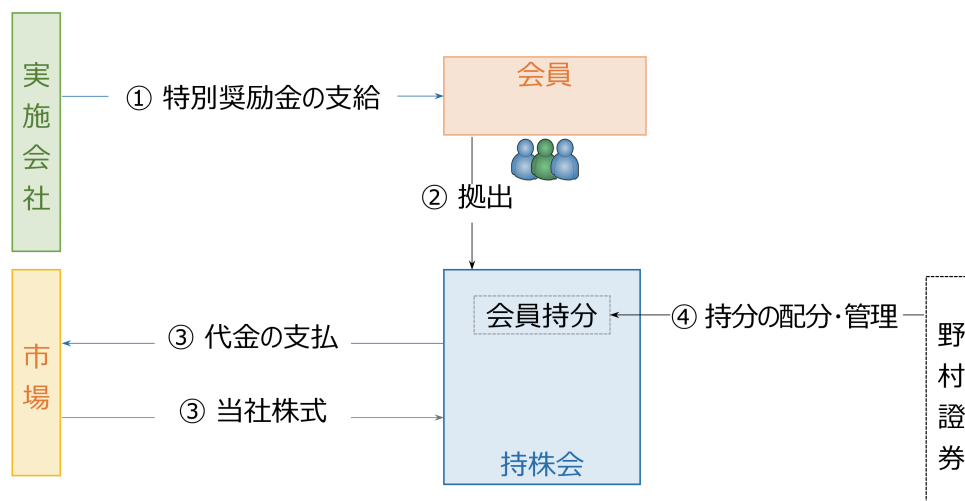 実施会社
① 特別奨励金の支給
会員
② 拠出
市場
③ 代金の支払
③ 当社株式
会員持分
持株会
④ 持分の配分・管理
野村證券